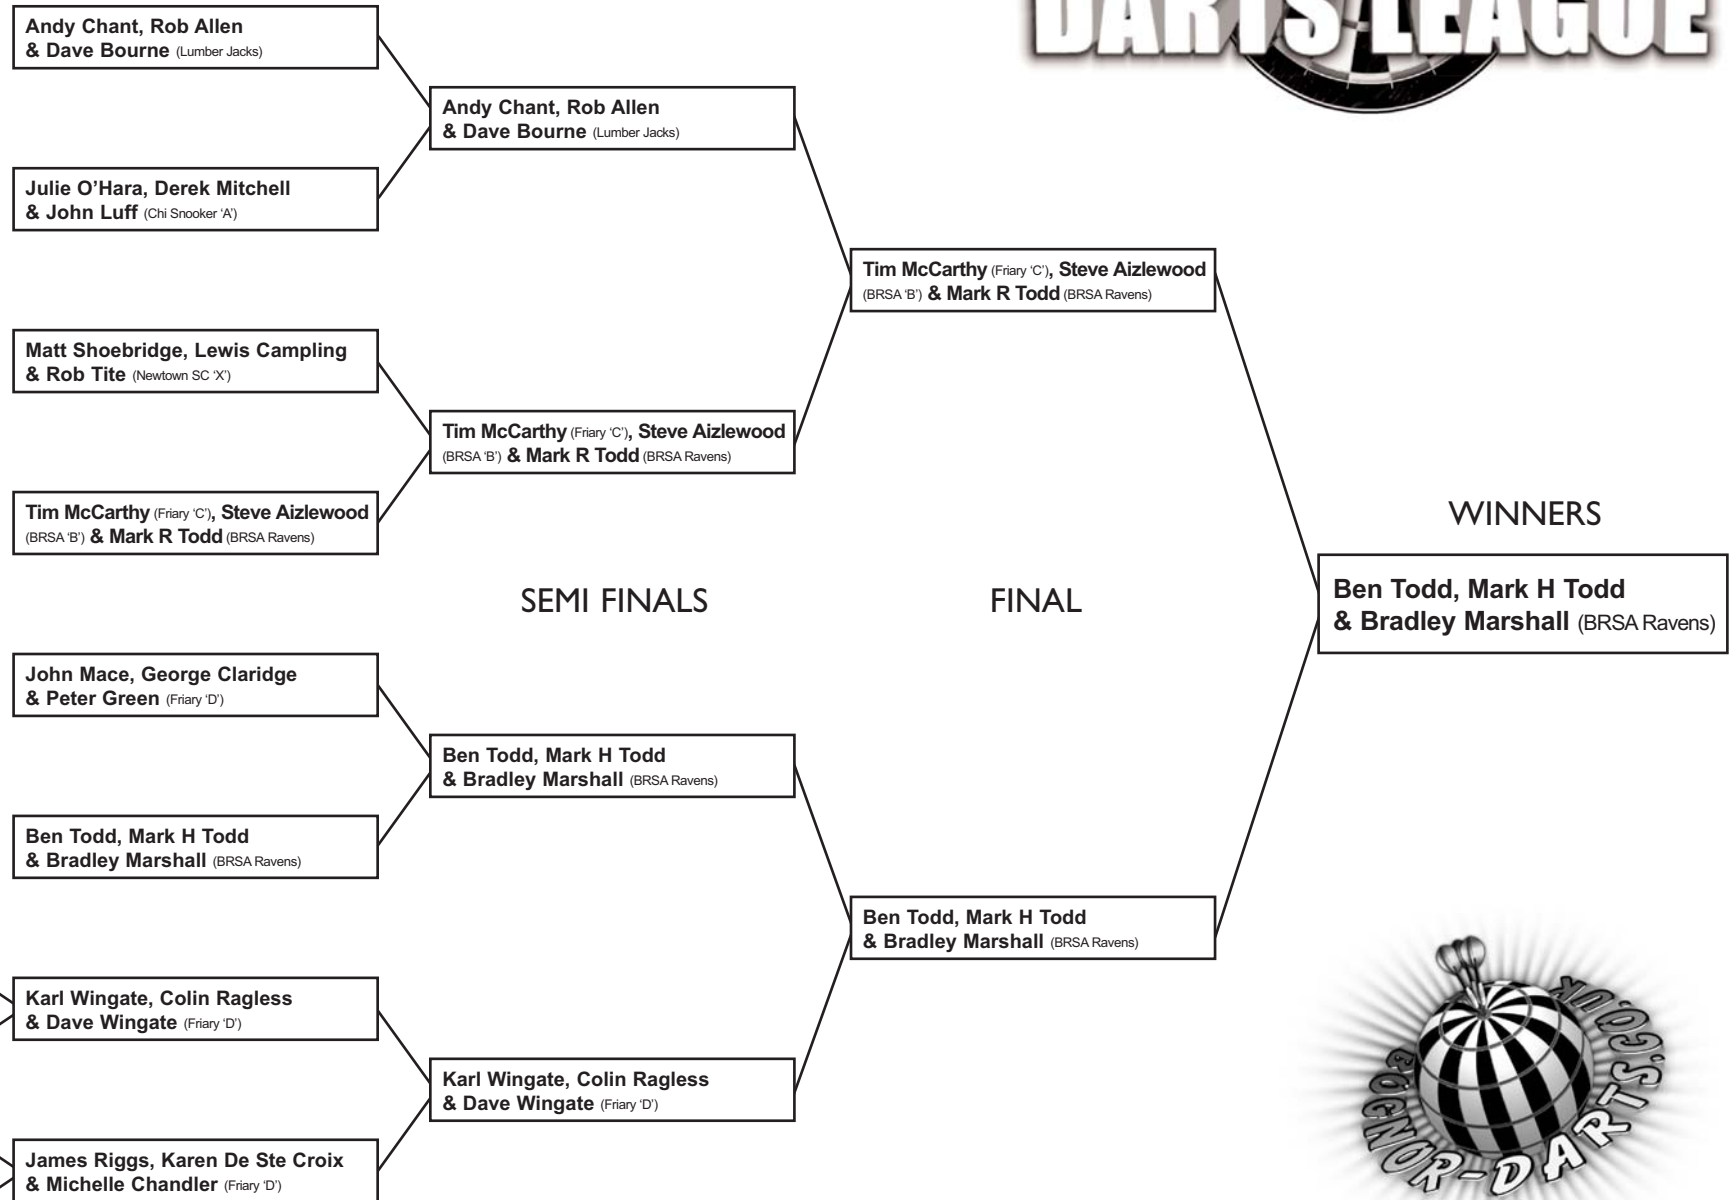 DARTS LEAGUE
Andy Chant, Rob Allen
& Dave Bourne (Lumber Jacks)
Julie O’Hara, Derek Mitchell
& John Luff (Chi Snooker ‘A’)
Matt Shoebridge, Lewis Campling
& Rob Tite (Newtown SC ‘X’)
Tim McCarthy (Friary ‘C’), Steve Aizlewood
(BRSA ‘B’) & Mark R Todd (BRSA Ravens)
John Mace, George Claridge
& Peter Green (Friary ‘D’)
Ben Todd, Mark H Todd
& Bradley Marshall (BRSA Ravens)
Karl Wingate, Colin Ragless
& Dave Wingate (Friary ‘D’)
James Riggs, Karen De Ste Croix
& Michelle Chandler (Friary ‘D’)
SEMI FINALS
Andy Chant, Rob Allen
& Dave Bourne (Lumber Jacks)
Tim McCarthy (Friary ‘C’), Steve Aizlewood
(BRSA ‘B’) & Mark R Todd (BRSA Ravens)
Ben Todd, Mark H Todd
& Bradley Marshall (BRSA Ravens)
Karl Wingate, Colin Ragless
& Dave Wingate (Friary ‘D’)
FINAL
Tim McCarthy (Friary ‘C’), Steve Aizlewood
(BRSA ‘B’) & Mark R Todd (BRSA Ravens)
Ben Todd, Mark H Todd
& Bradley Marshall (BRSA Ravens)
WINNERS
Ben Todd, Mark H Todd
& Bradley Marshall (BRSA Ravens)
BOGNOR-DARTS.CO.UK